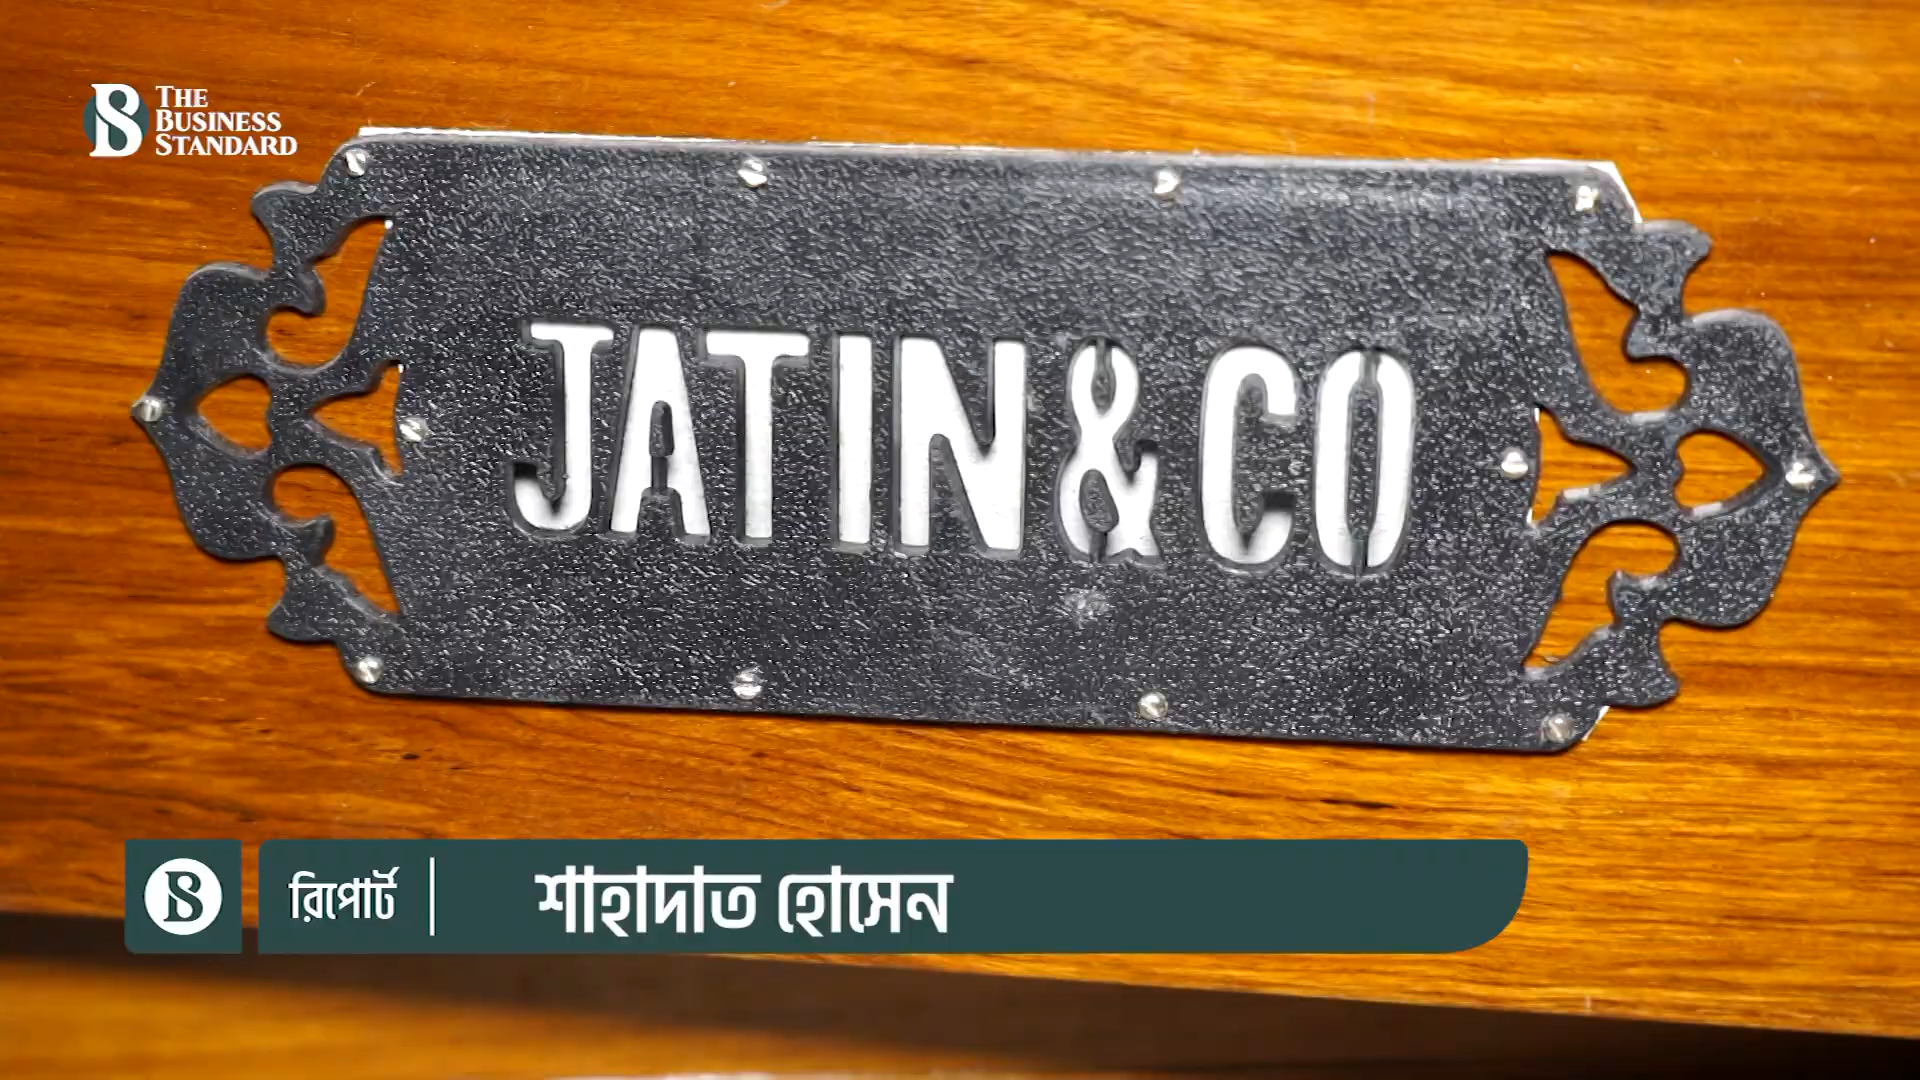 THE
BUSINESS
STANDARD
JATIN & CO
রিপোর্ট
শাহাদাত হোসেন